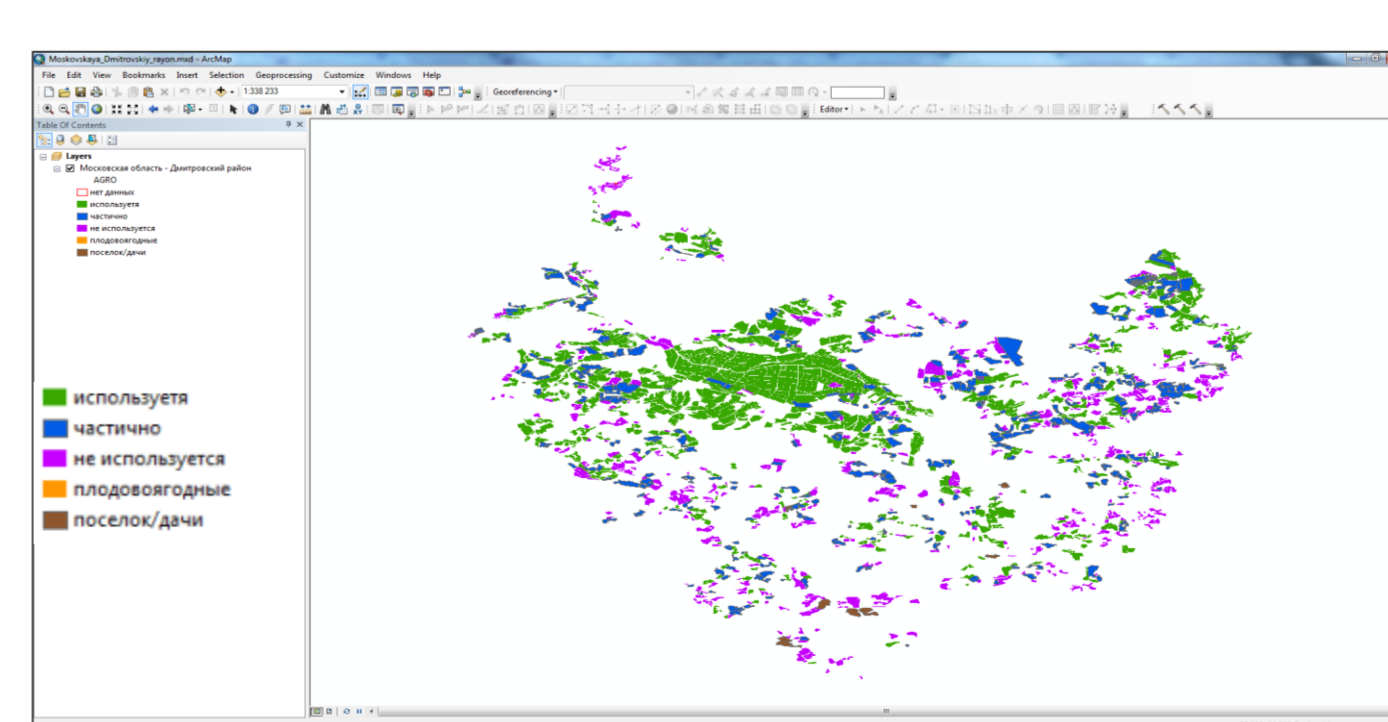 Moskovskaya_Dmitrovskiy_rayon.mxd - ArcMap
File Edit View Bookmarks Insert Selection Geoprocessing Customize Windows Help
1:338 233
Georeferencing
Editor
Table Of Contents
Layers
Московская область - Дмитровский район
AGRO
нет данных
используетя
частично
не используется
плодовоягодные
поселок/дачи
используетя
частично
не используется
плодовоягодные
поселок/дачи